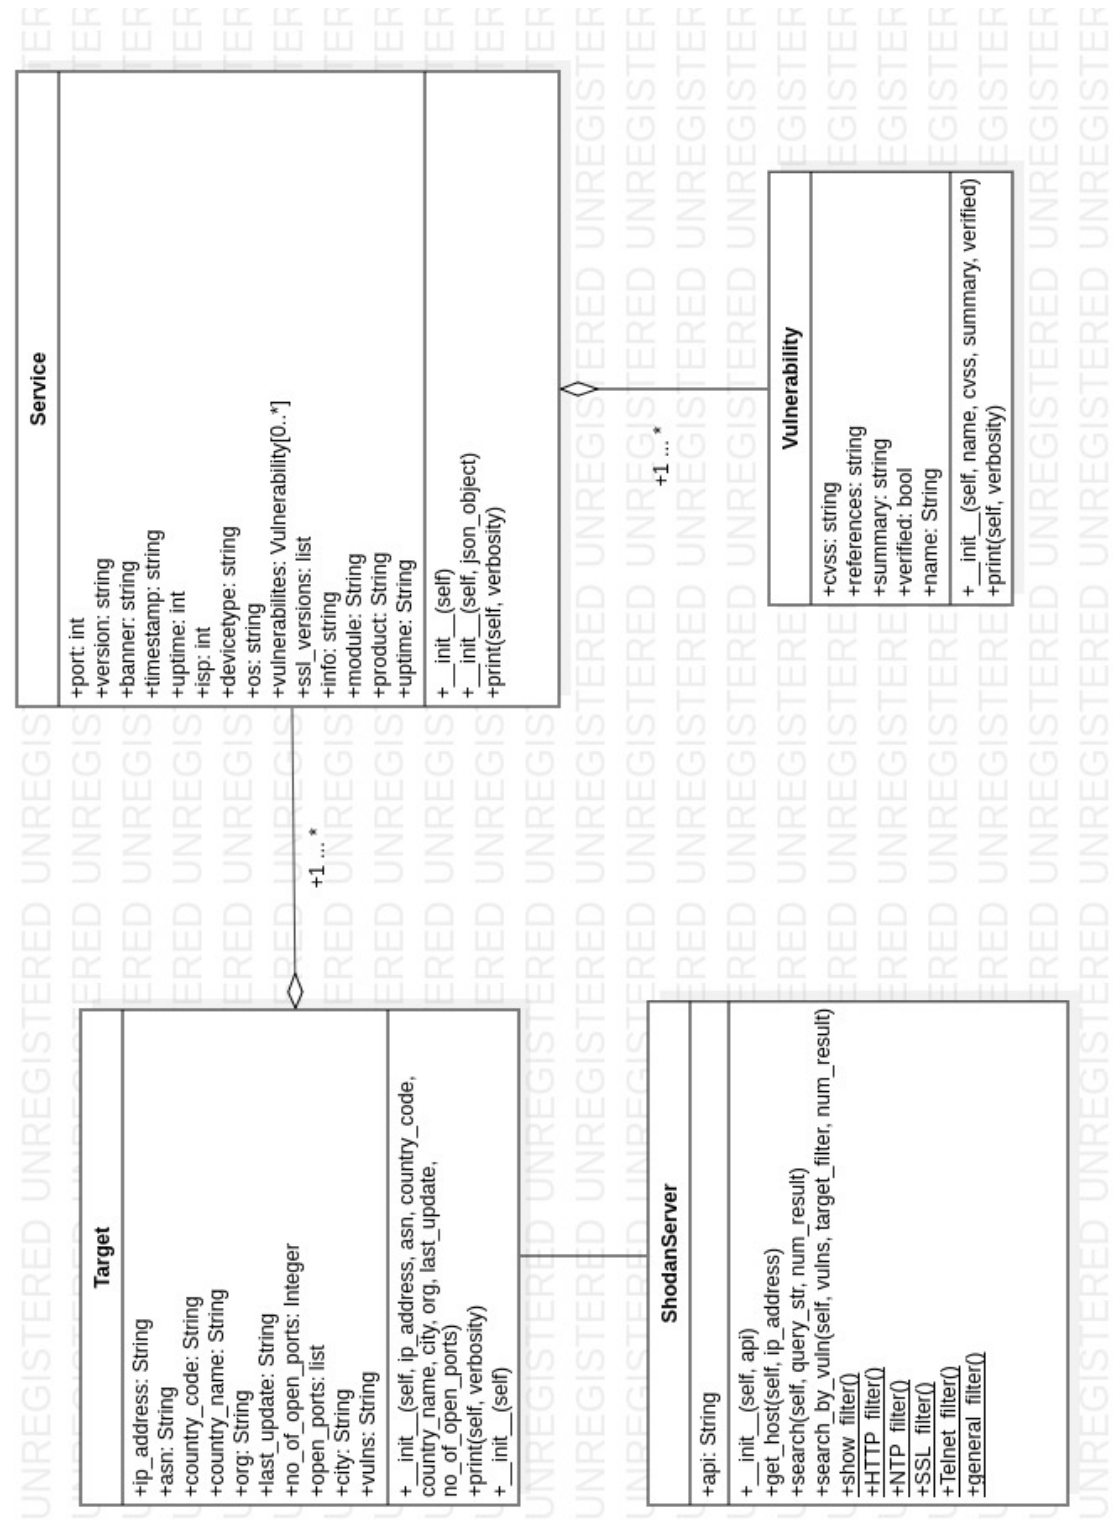 Target
+ip_address: String
+asn: String
+country_code: String
+country_name: String
+org: String
+last_update: String
+no_of_open_ports: Integer
+open_ports: list
+city: String
+vulns: String
+__init__(self, ip_address, asn, country_code,
country_name, city, org, last_update,
no_of_open_ports)
+print(self, verbosity)
+__init__(self)
+1 ... *
Service
+port: int
+version: string
+banner: string
+timestamp: string
+uptime: int
+isp: int
+devicetype: string
+os: string
+vulnerabilites: Vulnerability[0..*]
+ssl_versions: list
+info: string
+module: String
+product: String
+uptime: String
+__init__(self)
+__init__(self, json_object)
+print(self, verbosity)
ShodanServer
+api: String
+__init__(self, api)
+get_host(self, ip_address)
+search(self, query_str, num_result)
+search_by_vuln(self, vulns, target_filter, num_result)
+show_filter()
+HTTP_filter()
+NTP_filter()
+SSL_filter()
+Telnet_filter()
+general_filter()
+1 ... *
Vulnerability
+cvss: string
+references: string
+summary: string
+verified: bool
+name: String
+__init__(self, name, cvss, summary, verified)
+print(self, verbosity)
UNREGISTERED UNREGISTERED UNREGISTERED UNREGISTERED